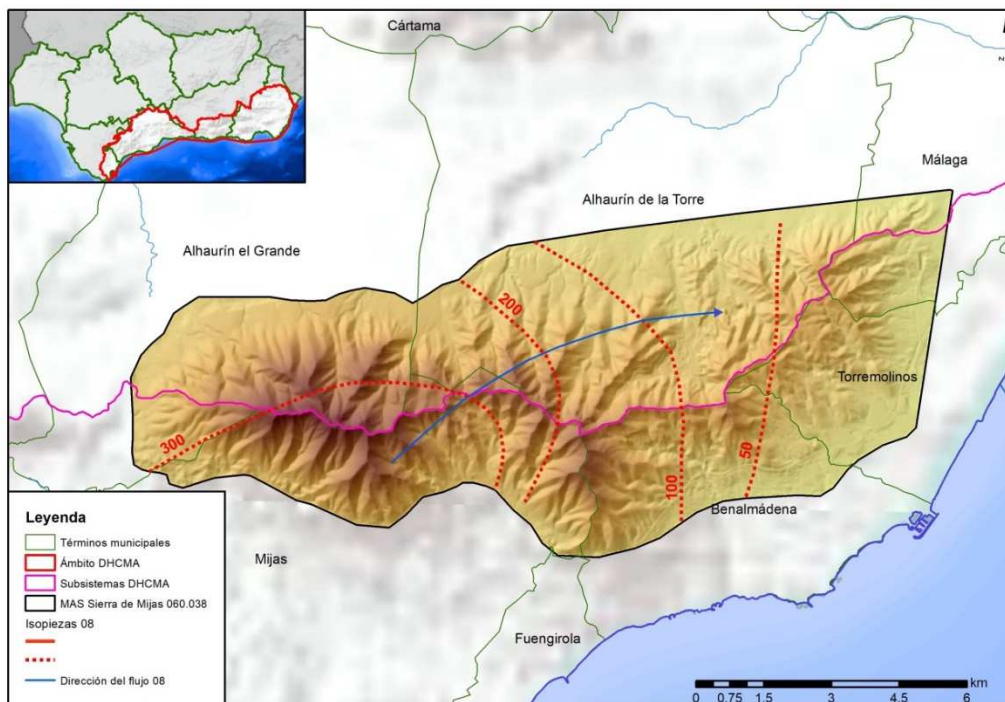 Cártama
Málaga
Alhaurín de la Torre
Alhaurín el Grande
200
Torremolinos
300
50
100
Benalmádena
Mijas
Fuengirola
Leyenda
Términos municipales
Ámbito DHCMA
Subsistemas DHCMA
MAS Sierra de Mijas 060.038
Isopiezas 08
Dirección del flujo 08
km
0 0.75 1.5 3 4.5 6